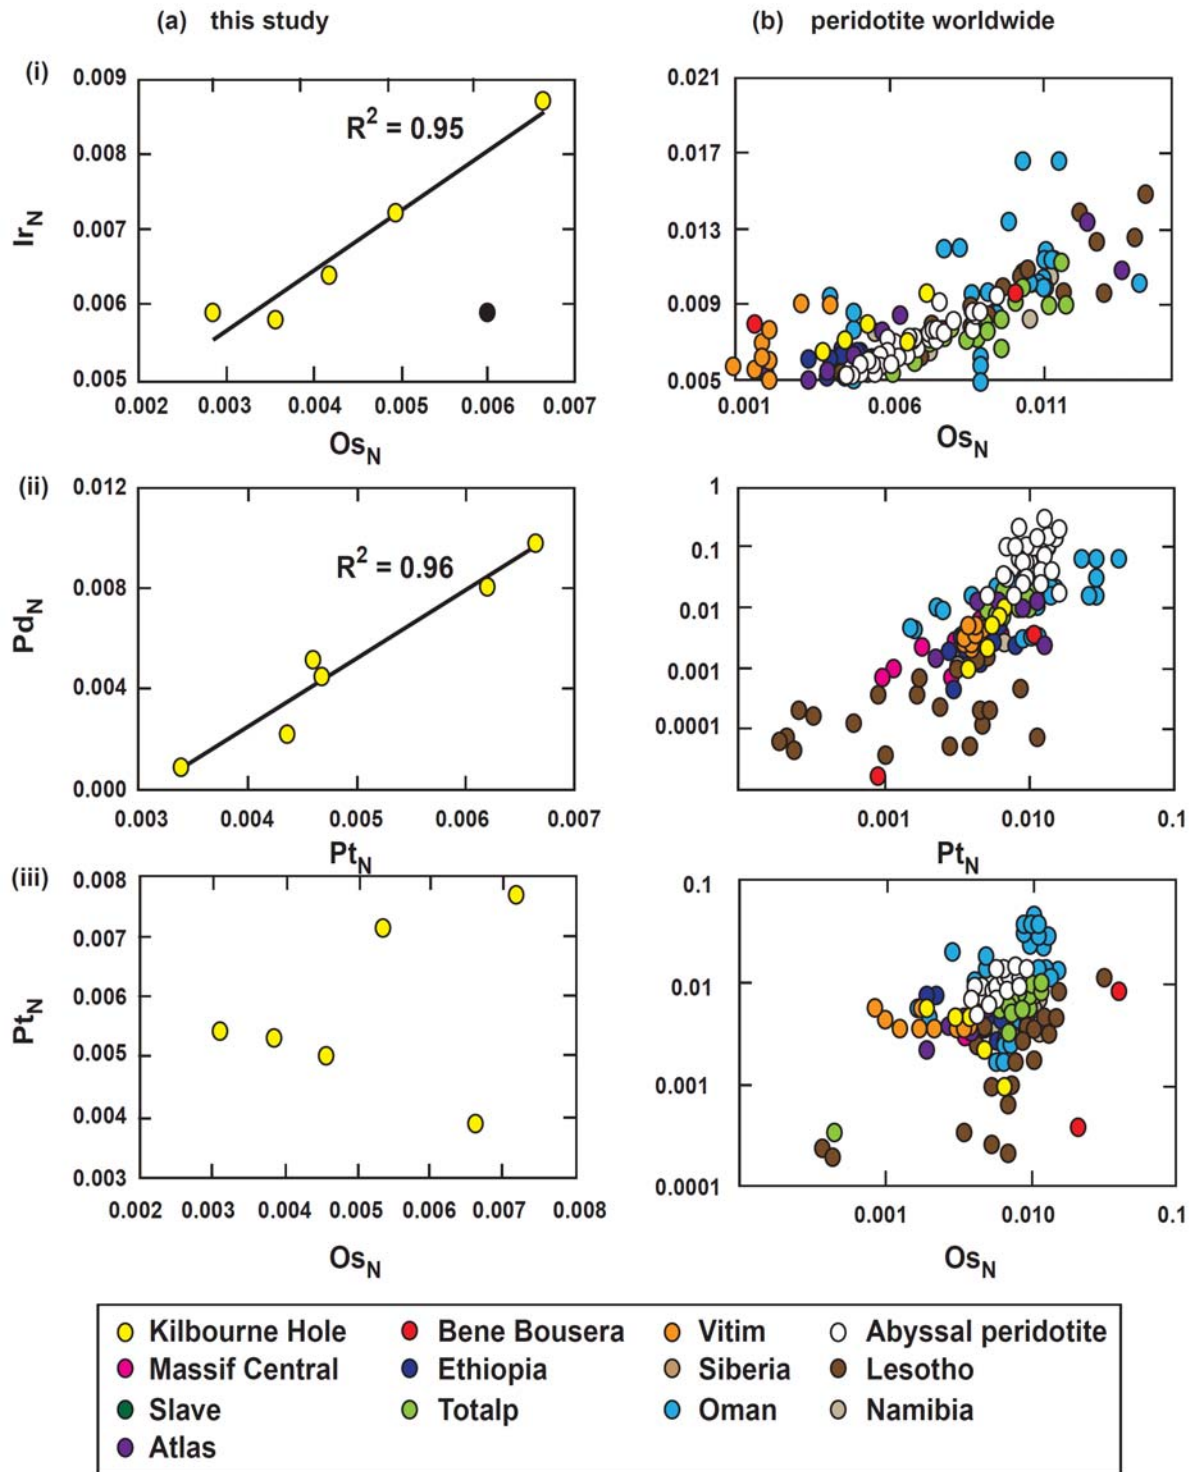 (a) this study (b) peridotite worldwide
(i)
0.009
0.008
0.007
0.006
0.005
Ir_N
R² = 0.95
0.002 0.003 0.004 0.005 0.006 0.007
Os_N
0.021
0.017
0.013
0.009
0.005
0.001 0.006 0.011
Os_N
(ii)
0.012
0.008
0.004
0.000
Pd_N
R² = 0.96
0.003 0.004 0.005 0.006 0.007
Pt_N
1
0.1
0.01
0.001
0.0001
0.001 0.010 0.1
Pt_N
(iii)
0.008
0.007
0.006
0.005
0.004
0.003
Pt_N
0.002 0.003 0.004 0.005 0.006 0.007 0.008
Os_N
0.1
0.01
0.001
0.0001
0.001 0.010 0.1
Os_N
Kilbourne Hole Bene Bousera Vitim Abyssal peridotite
Massif Central Ethiopia Siberia Lesotho
Slave Totalp Oman Namibia
Atlas